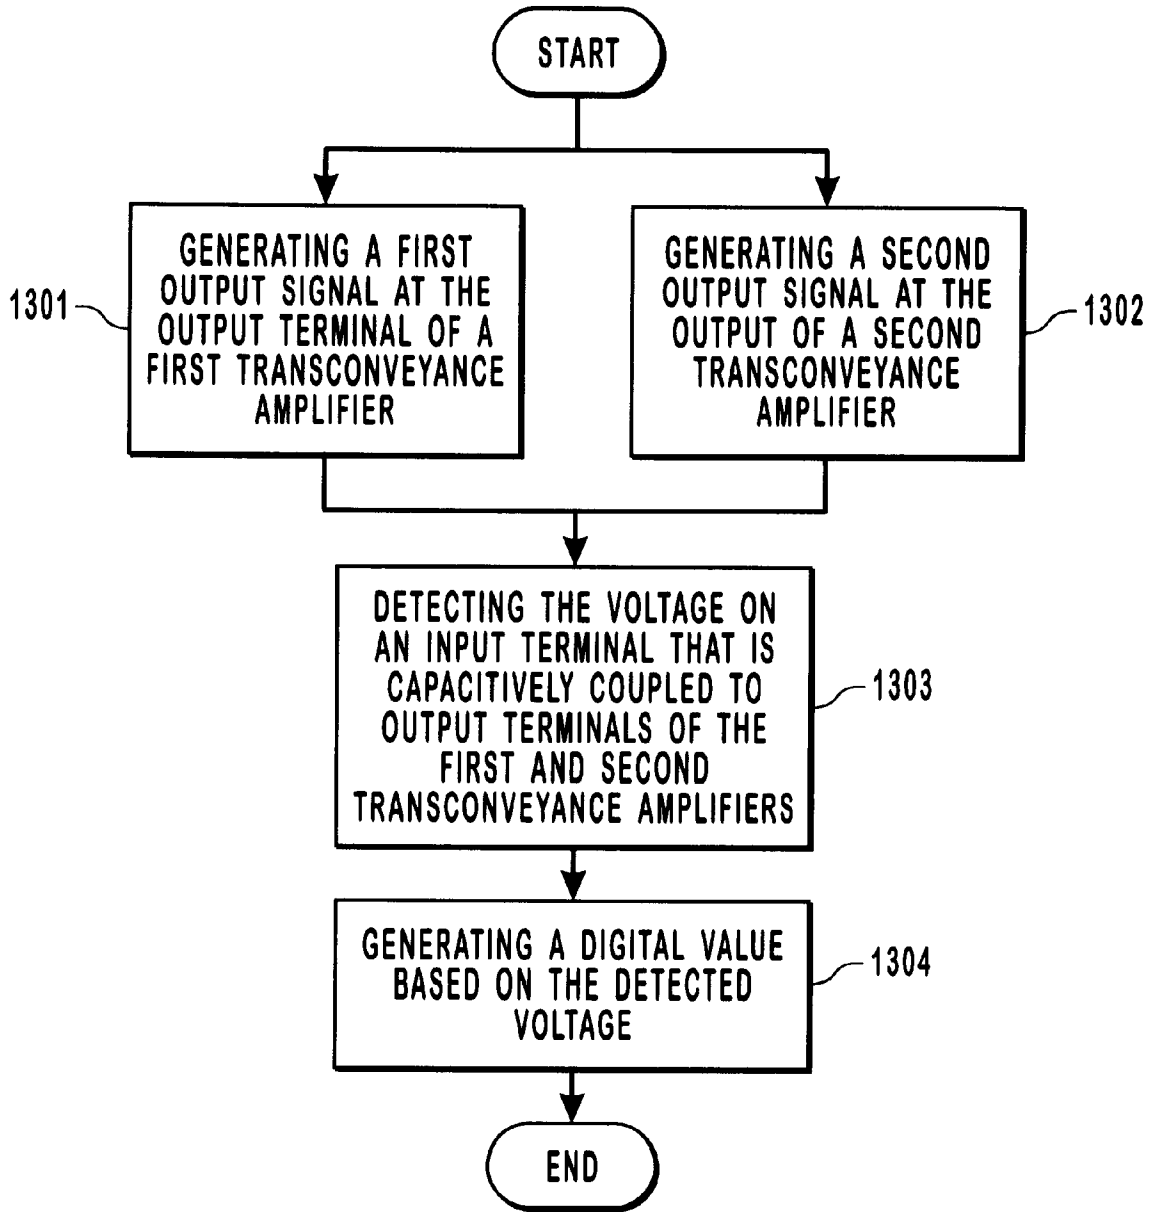 START
GENERATING A FIRST
OUTPUT SIGNAL AT THE
OUTPUT TERMINAL OF A
FIRST TRANSCONVEYANCE
AMPLIFIER
1301
GENERATING A SECOND
OUTPUT SIGNAL AT THE
OUTPUT OF A SECOND
TRANSCONVEYANCE
AMPLIFIER
1302
DETECTING THE VOLTAGE ON
AN INPUT TERMINAL THAT IS
CAPACITIVELY COUPLED TO
OUTPUT TERMINALS OF THE
FIRST AND SECOND
TRANSCONVEYANCE AMPLIFIERS
1303
GENERATING A DIGITAL VALUE
BASED ON THE DETECTED
VOLTAGE
1304
END